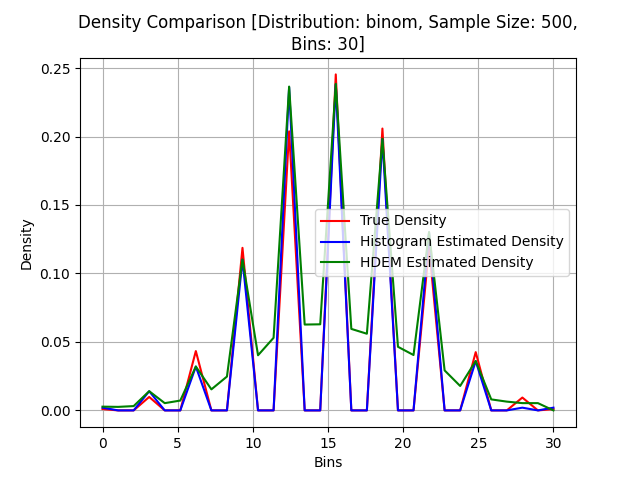 Density Comparison [Distribution: binom, Sample Size: 500,
Bins: 30]
0.25
0.20
0.15
0.10
0.05
0.00
Density
True Density
Histogram Estimated Density
HDEM Estimated Density
0 5 10 15 20 25 30
Bins